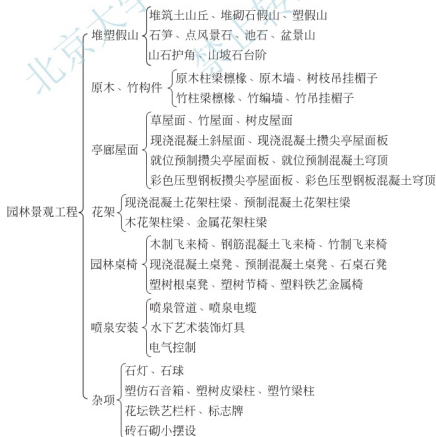 堆塑假山
堆筑土山丘、堆砌石假山、塑假山
石笋、点风景石、池石、盆景山
山石护角、山坡石台阶
原木、竹构件
原木柱梁檩椽、原木墙、树枝吊挂楣子
竹柱梁檩椽、竹编墙、竹吊挂楣子
亭廊屋面
草屋面、竹屋面、树皮屋面
现浇混凝土斜屋面、现浇混凝土攒尖亭屋面板
就位预制攒尖亭屋面板、就位预制混凝土穹顶
彩色压型钢板攒尖亭屋面板、彩色压型钢板混凝土穹顶
园林景观工程
花架
现浇混凝土花架柱梁、预制混凝土花架柱梁
木花架柱梁、金属花架柱梁
园林桌椅
木制飞来椅、钢筋混凝土飞来椅、竹制飞来椅
现浇混凝土桌凳、预制混凝土桌凳、石桌石凳
塑树根桌凳、塑树节椅、塑料铁艺金属椅
喷泉安装
喷泉管道、喷泉电缆
水下艺术装饰灯具
电气控制
杂项
石灯、石球
塑仿石音箱、塑树皮梁柱、塑竹梁柱
花坛铁艺栏杆、标志牌
砖石砌小摆设
北京大